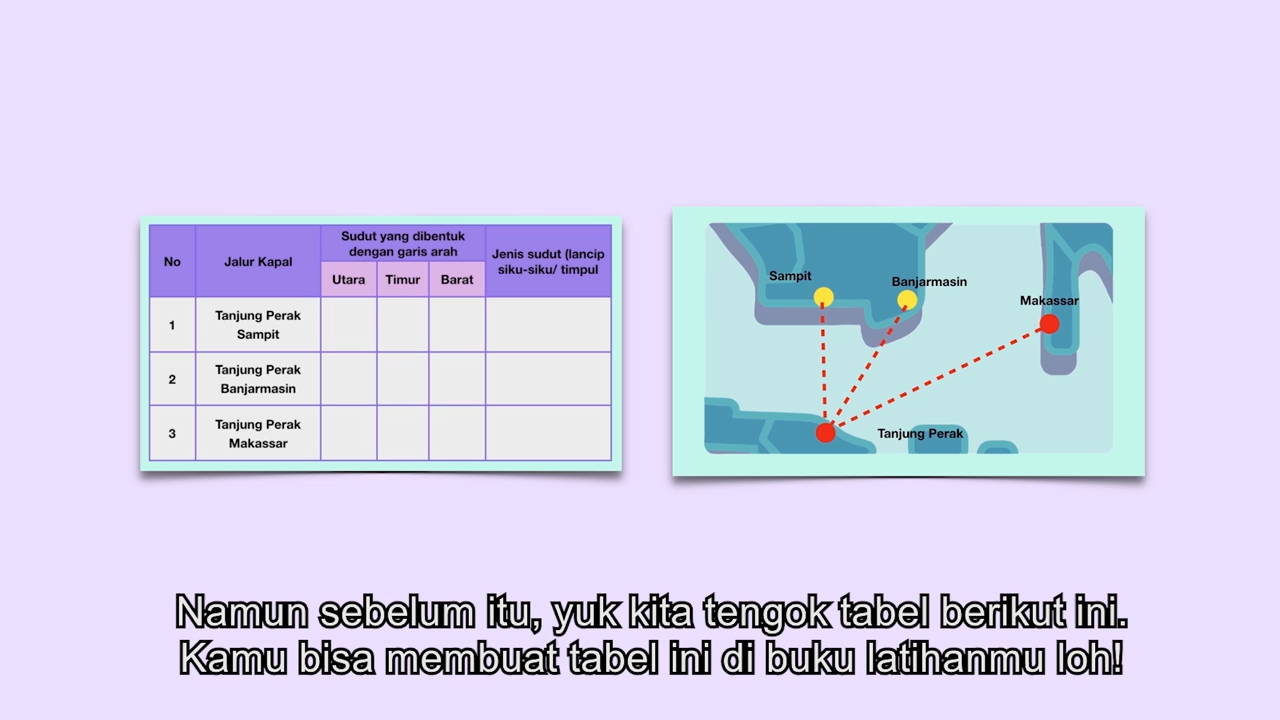 No
Jalur Kapal
Sudut yang dibentuk
dengan garis arah
Utara
Timur
Barat
Jenis sudut (lancip
siku-siku/ timpul
1
Tanjung Perak
Sampit
2
Tanjung Perak
Banjarmasin
3
Tanjung Perak
Makassar
Sampit
Banjarmasin
Makassar
Tanjung Perak
Namun sebelum itu, yuk kita tengok tabel berikut ini.
Kamu bisa membuat tabel ini di buku latihanmu loh!